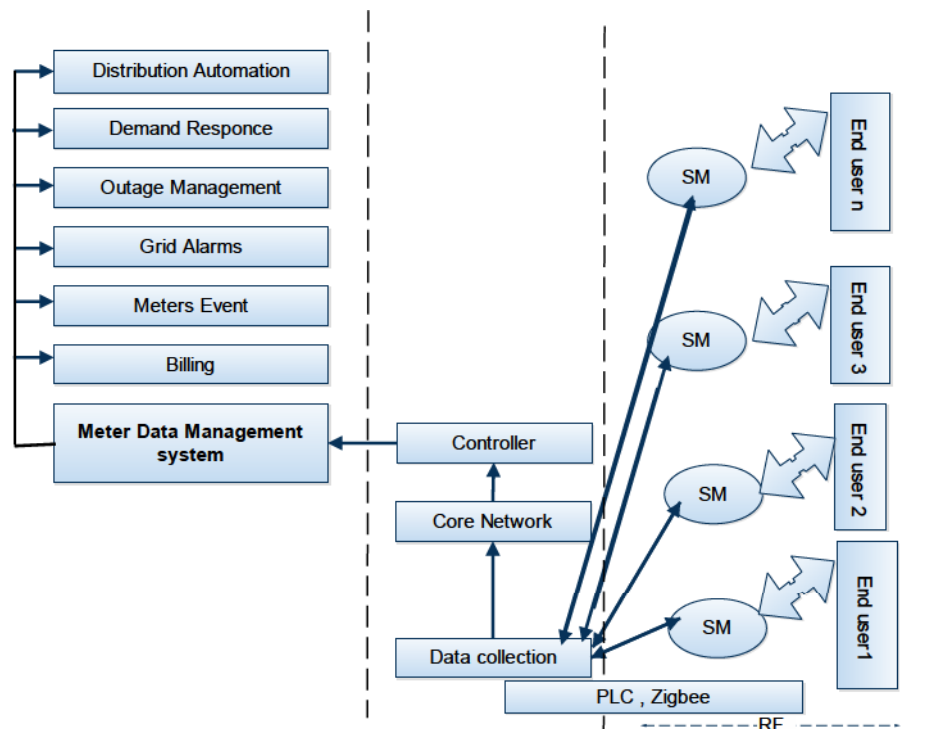 Distribution Automation
Demand Responce
Outage Management
Grid Alarms
Meters Event
Billing
Meter Data Management
system
Controller
Core Network
Data collection
PLC , Zigbee
SM
SM
SM
SM
End user n
End user 3
End user 2
End user1
RF